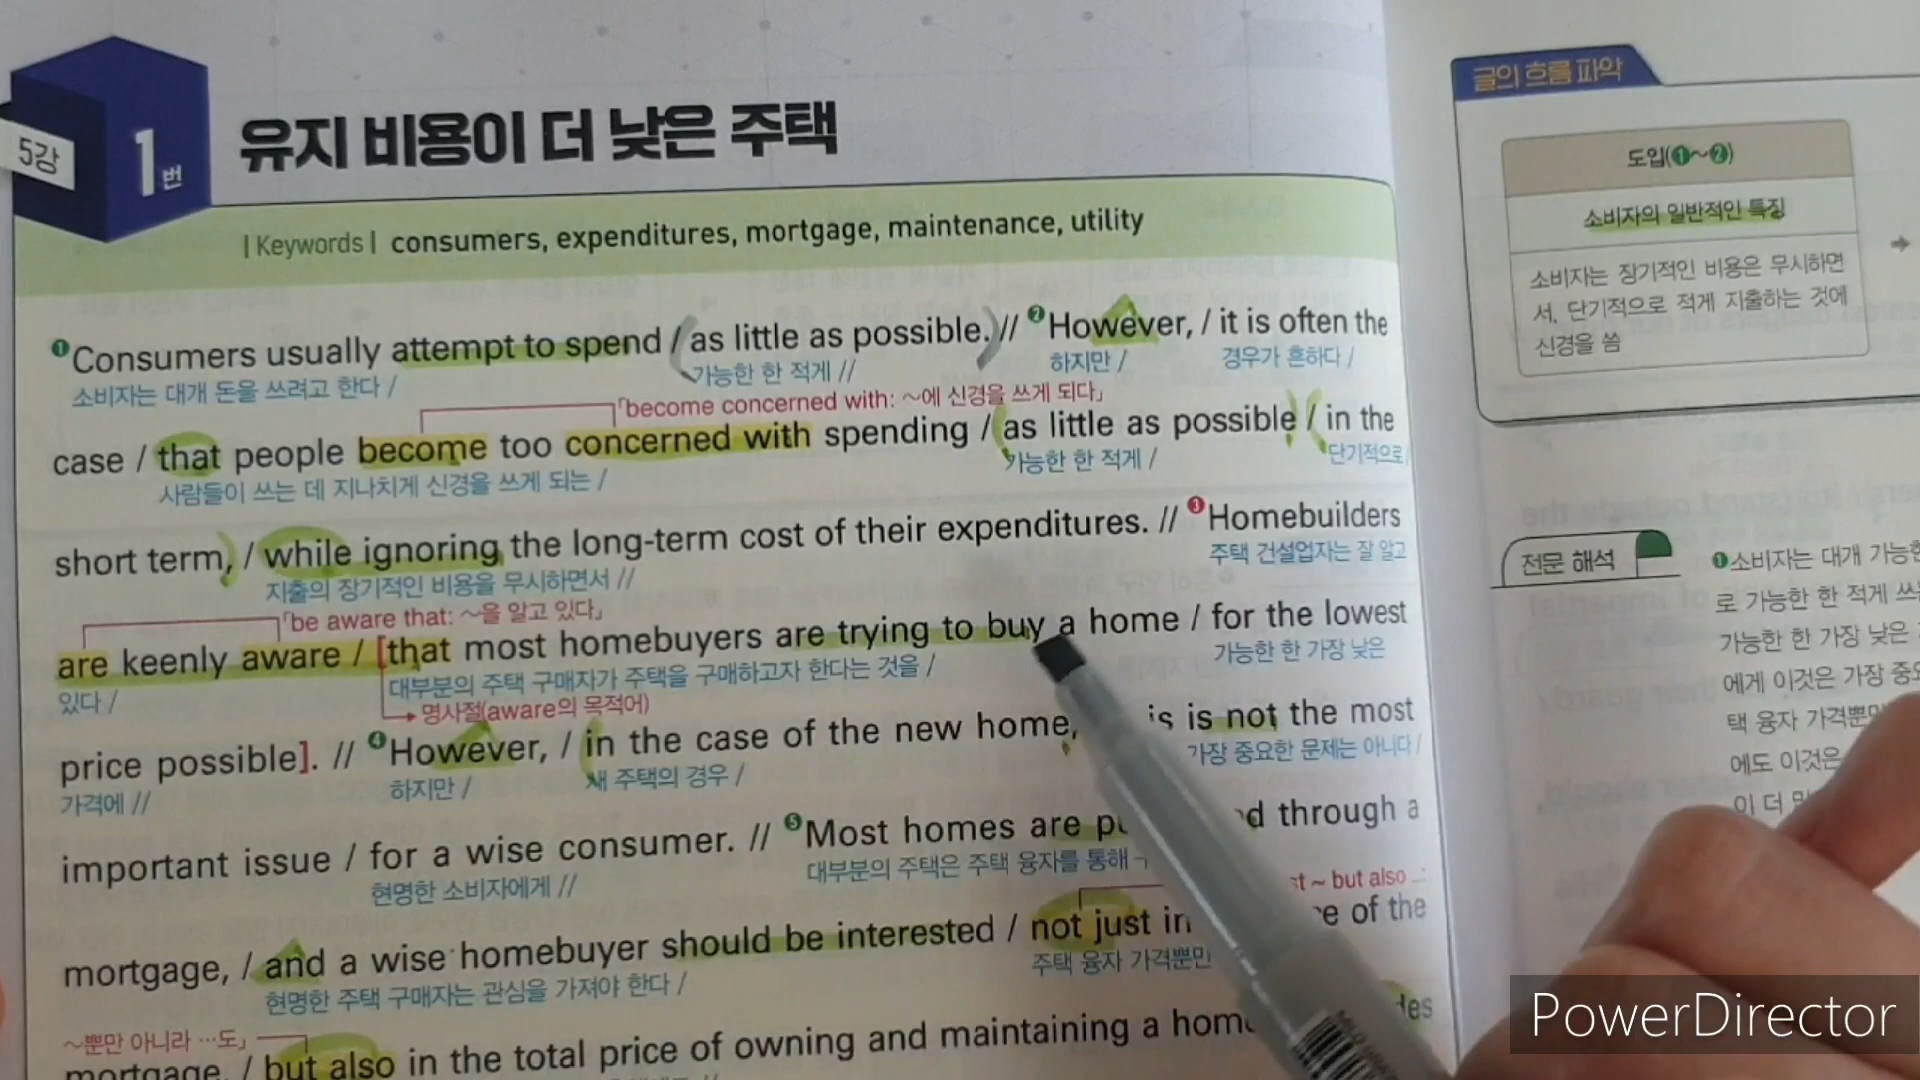 5강
1번
유지 비용이 더 낮은 주택
| Keywords | consumers, expenditures, mortgage, maintenance, utility
❶Consumers usually attempt to spend / as little as possible. // ❷However, / it is often the
소비자는 대개 돈을 쓰려고 한다 / 가능한 한 적게 // 하지만 / 경우가 흔하다 /
「become concerned with: ~에 신경을 쓰게 되다」
case / that people become too concerned with spending / as little as possible / in the
사람들이 쓰는 데 지나치게 신경을 쓰게 되는 / 가능한 한 적게 / 단기적으로 /
short term, / while ignoring the long-term cost of their expenditures. // ❸Homebuilders
지출의 장기적인 비용을 무시하면서 // 주택 건설업자는 잘 알고
「be aware that: ~을 알고 있다」
are keenly aware / [that most homebuyers are trying to buy a home / for the lowest
있다 / 대부분의 주택 구매자가 주택을 구매하고자 한다는 것을 / 가능한 한 가장 낮은
명사절(aware의 목적어)
price possible]. // ❹However, / in the case of the new home, is is not the most
가격에 // 하지만 / 새 주택의 경우 / 가장 중요한 문제는 아니다 /
important issue / for a wise consumer. // ❺Most homes are through a
현명한 소비자에게 // 대부분의 주택은 주택 융자를 통해
~ but also
mortgage, / and a wise homebuyer should be interested / not just in of the
현명한 주택 구매자는 관심을 가져야 한다 / 주택 융자 가격뿐만
~뿐만 아니라 …도」
mortgage, / but also in the total price of owning and maintaining a
글의 흐름 파악
도입(❶~❷)
소비자의 일반적인 특징
소비자는 장기적인 비용은 무시하면
서, 단기적으로 적게 지출하는 것에
신경을 씀
전문 해석
❶소비자는 대개 가능한
로 가능한 한 적게
가능한 한 가장 낮은
에게 이것은 가장
택 융자 가격뿐만
에도 이것은
이 더
PowerDirector